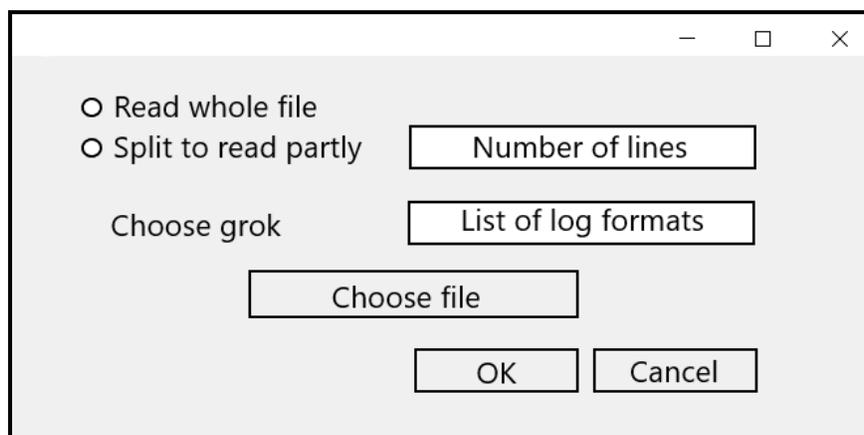 Read whole file
Split to read partly
Number of lines
Choose grok
List of log formats
Choose file
OK
Cancel